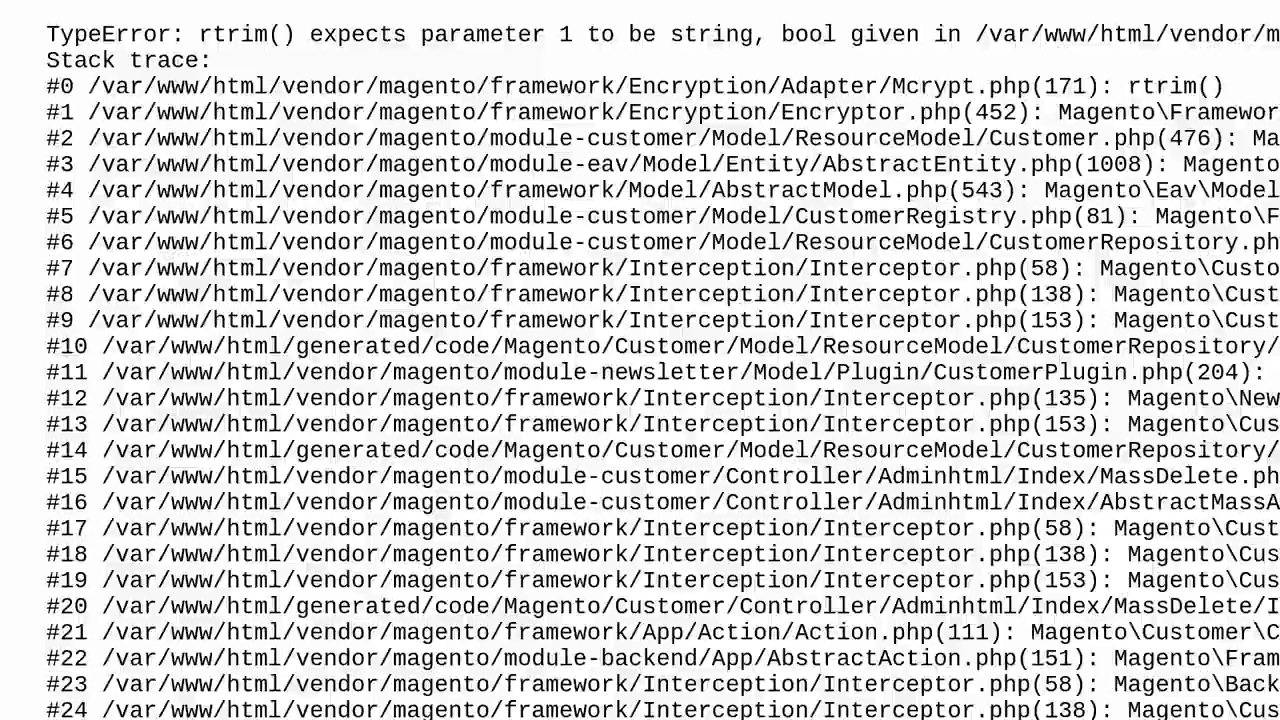 TypeError: rtrim() expects parameter 1 to be string, bool given in /var/www/html/vendor/m
Stack trace:
#0 /var/www/html/vendor/magento/framework/Encryption/Adapter/Mcrypt.php(171): rtrim()
#1 /var/www/html/vendor/magento/framework/Encryption/Encryptor.php(452): Magento\Framewor
#2 /var/www/html/vendor/magento/module-customer/Model/ResourceModel/Customer.php(476): Ma
#3 /var/www/html/vendor/magento/module-eav/Model/Entity/AbstractEntity.php(1008): Magento
#4 /var/www/html/vendor/magento/framework/Model/AbstractModel.php(543): Magento\Eav\Model
#5 /var/www/html/vendor/magento/module-customer/Model/CustomerRegistry.php(81): Magento\F
#6 /var/www/html/vendor/magento/module-customer/Model/ResourceModel/CustomerRepository.ph
#7 /var/www/html/vendor/magento/framework/Interception/Interceptor.php(58): Magento\Custo
#8 /var/www/html/vendor/magento/framework/Interception/Interceptor.php(138): Magento\Cust
#9 /var/www/html/vendor/magento/framework/Interception/Interceptor.php(153): Magento\Cust
#10 /var/www/html/generated/code/Magento/Customer/Model/ResourceModel/CustomerRepository/
#11 /var/www/html/vendor/magento/module-newsletter/Model/Plugin/CustomerPlugin.php(204):
#12 /var/www/html/vendor/magento/framework/Interception/Interceptor.php(135): Magento\New
#13 /var/www/html/vendor/magento/framework/Interception/Interceptor.php(153): Magento\Cus
#14 /var/www/html/generated/code/Magento/Customer/Model/ResourceModel/CustomerRepository/
#15 /var/www/html/vendor/magento/module-customer/Controller/Adminhtml/Index/MassDelete.ph
#16 /var/www/html/vendor/magento/module-customer/Controller/Adminhtml/Index/AbstractMassA
#17 /var/www/html/vendor/magento/framework/Interception/Interceptor.php(58): Magento\Cust
#18 /var/www/html/vendor/magento/framework/Interception/Interceptor.php(138): Magento\Cus
#19 /var/www/html/vendor/magento/framework/Interception/Interceptor.php(153): Magento\Cus
#20 /var/www/html/generated/code/Magento/Customer/Controller/Adminhtml/Index/MassDelete/I
#21 /var/www/html/vendor/magento/framework/App/Action/Action.php(111): Magento\Customer\C
#22 /var/www/html/vendor/magento/module-backend/App/AbstractAction.php(151): Magento\Fram
#23 /var/www/html/vendor/magento/framework/Interception/Interceptor.php(58): Magento\Back
#24 /var/www/html/vendor/magento/framework/Interception/Interceptor.php(138): Magento\Cus